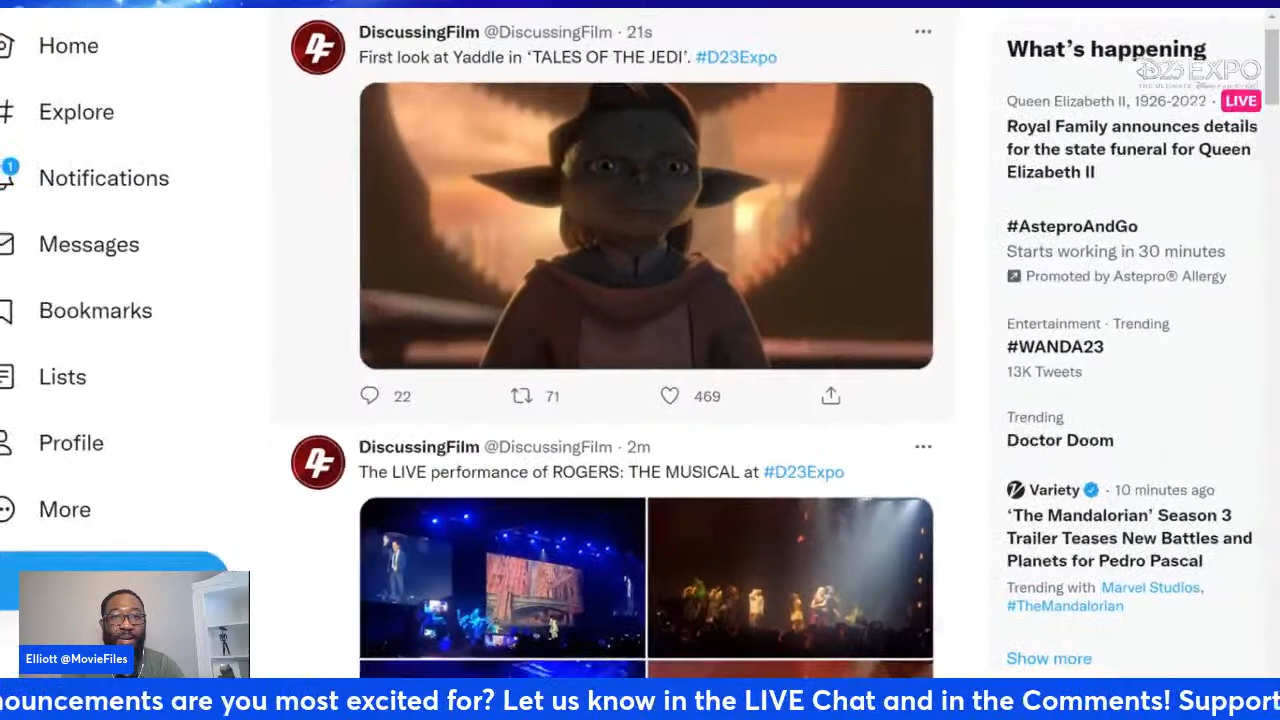 Home
Explore
1
Notifications
Messages
Bookmarks
Lists
Profile
More
DiscussingFilm @DiscussingFilm · 21s
First look at Yaddle in ‘TALES OF THE JEDI’. #D23Expo
22
71
469
DiscussingFilm @DiscussingFilm · 2m
The LIVE performance of ROGERS: THE MUSICAL at #D23Expo
What’s happening
D23 EXPO
Queen Elizabeth II, 1926-2022 · LIVE
Royal Family announces details
for the state funeral for Queen
Elizabeth II
#AsteproAndGo
Starts working in 30 minutes
Promoted by Astepro® Allergy
Entertainment · Trending
#WANDA23
13K Tweets
Trending
Doctor Doom
Variety · 10 minutes ago
‘The Mandalorian’ Season 3
Trailer Teases New Battles and
Planets for Pedro Pascal
Trending with Marvel Studios,
#TheMandalorian
Show more
Elliott @MovieFiles
nouncements are you most excited for? Let us know in the LIVE Chat and in the Comments! Support